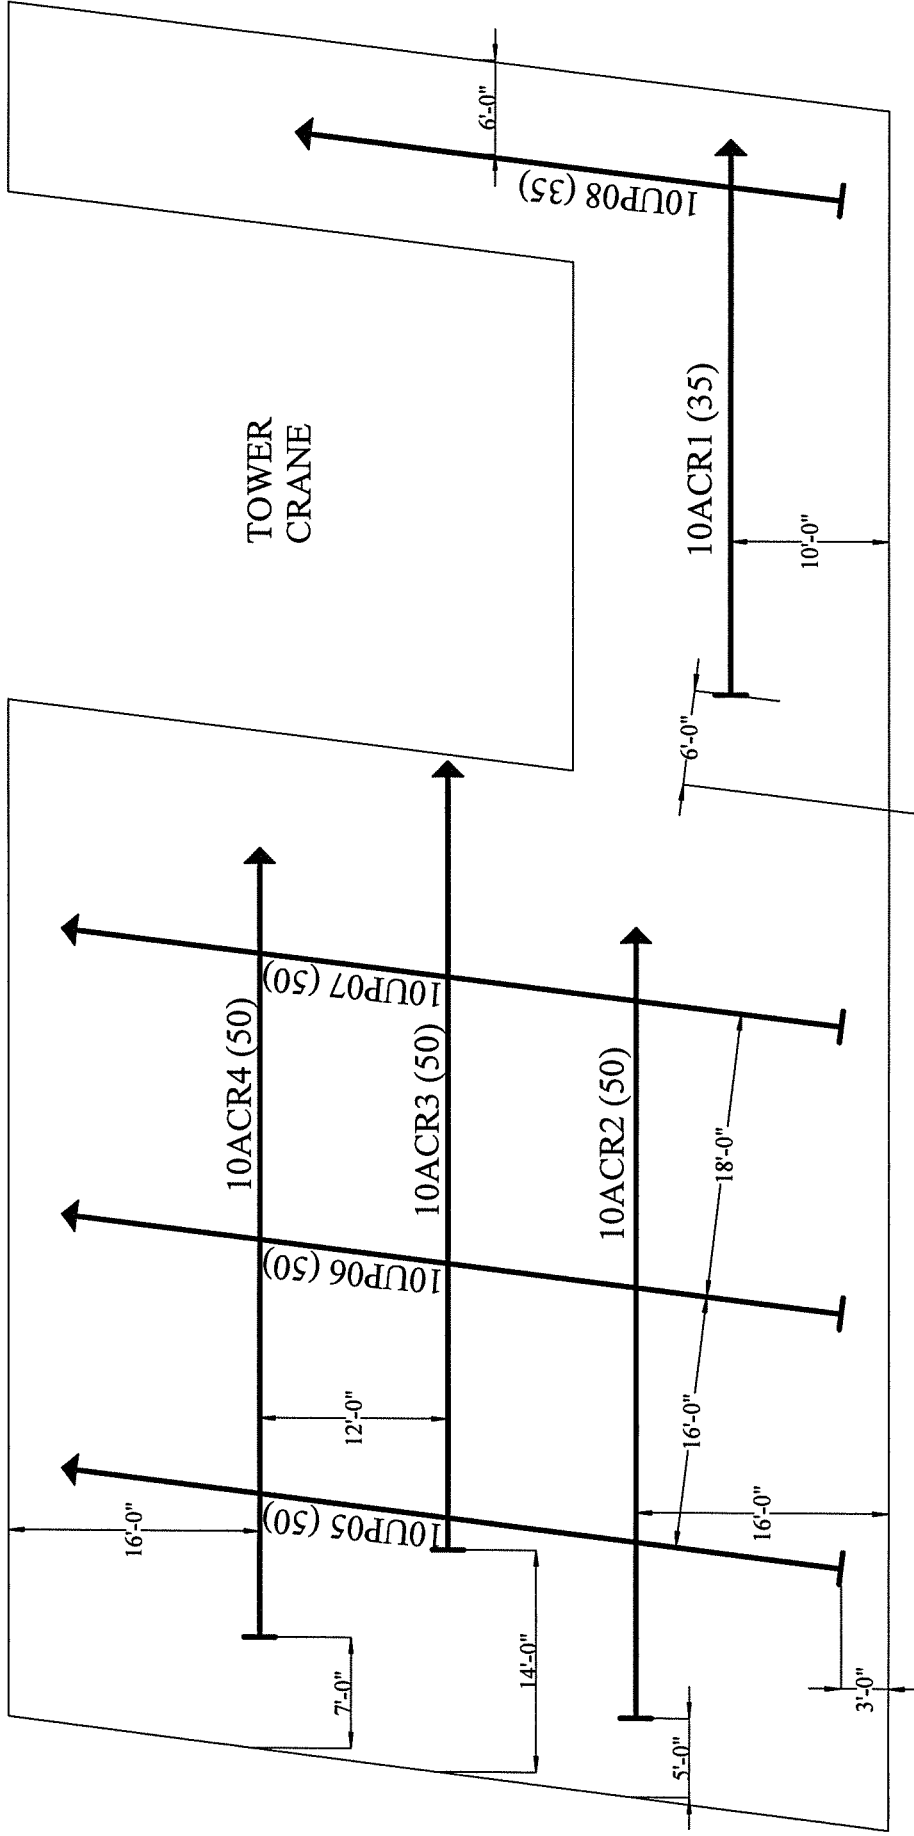 6'-0"
10UP08 (35)
TOWER
CRANE
10ACR1 (35)
10'-0"
6'-0"
10UP07 (50)
10ACR4 (50)
10ACR3 (50)
10ACR2 (50)
18'-0"
10UP06 (50)
12'-0"
16'-0"
16'-0"
10UP05 (50)
16'-0"
7'-0"
14'-0"
5'-0"
3'-0"